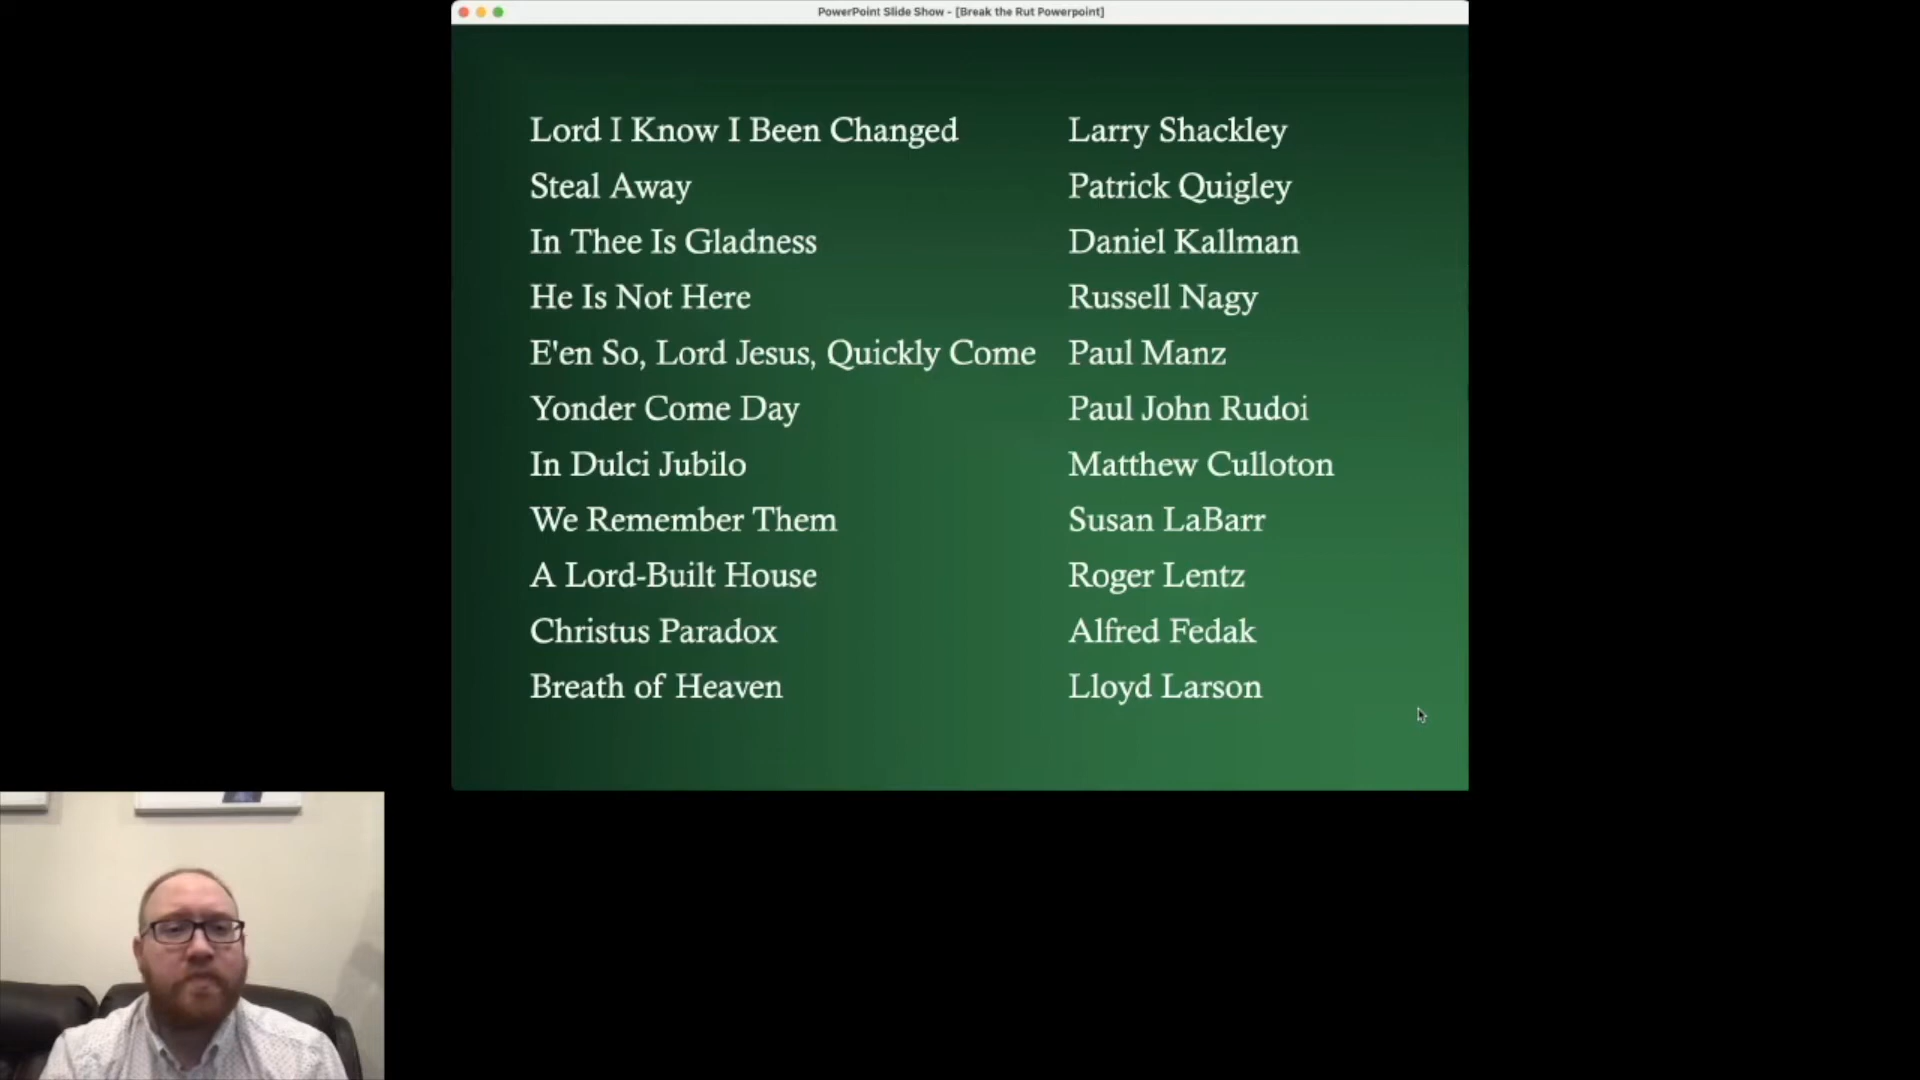 PowerPoint Slide Show - [Break the Rut Powerpoint]
Lord I Know I Been Changed Larry Shackley
Steal Away Patrick Quigley
In Thee Is Gladness Daniel Kallman
He Is Not Here Russell Nagy
E'en So, Lord Jesus, Quickly Come Paul Manz
Yonder Come Day Paul John Rudoi
In Dulci Jubilo Matthew Culloton
We Remember Them Susan LaBarr
A Lord-Built House Roger Lentz
Christus Paradox Alfred Fedak
Breath of Heaven Lloyd Larson